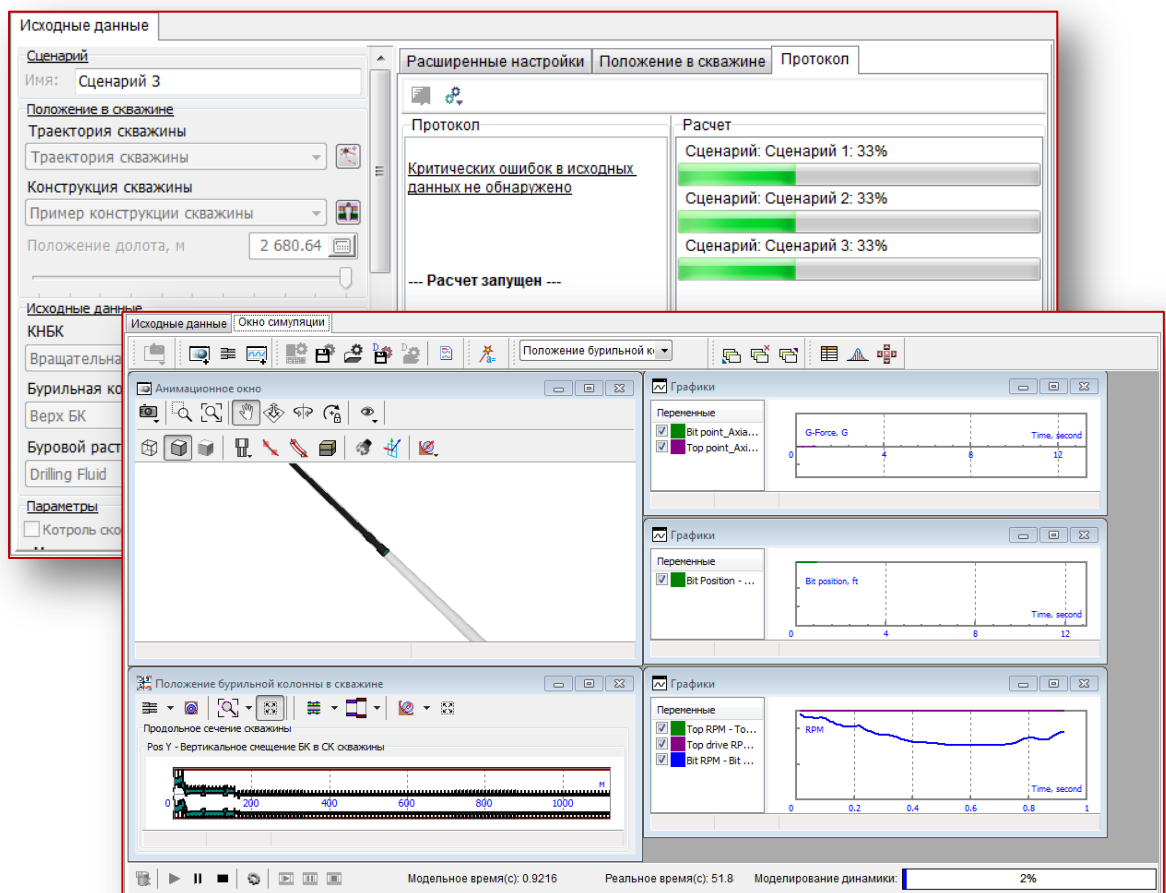 Исходные данные
Сценарий
Имя: Сценарий 3
Положение в скважине
Траектория скважины
Траектория скважины
Конструкция скважины
Пример конструкции скважины
Положение долота, м 2 680.64
Исходные данные
КНБК
Вращательна
Бурильная ко
Верх БК
Буровой раст
Drilling Fluid
Параметры
Котроль ско
Расширенные настройки Положение в скважине Протокол
Протокол
Критических ошибок в исходных
данных не обнаружено
--- Расчет запущен ---
Расчет
Сценарий: Сценарий 1: 33%
Сценарий: Сценарий 2: 33%
Сценарий: Сценарий 3: 33%
Исходные данные Окно симуляции
Положение бурильной к
Анимационное окно
Графики
Переменные
Bit point_Axia...
Top point_Axi...
G-Force, G
Time, second
0 4 8 12
Графики
Переменные
Bit Position - ...
Bit position, ft
Time, second
0 4 8 12
Положение бурильной колонны в скважине
Продольное сечение скважины
Pos Y - Вертикальное смещение БК в СК скважины
м
0 200 400 600 800 1000
Графики
Переменные
Top RPM - To...
Top drive RP...
Bit RPM - Bit ...
RPM
Time, second
0 0.2 0.4 0.6 0.8 1
Модельное время(с): 0.9216 Реальное время(с): 51.8 Моделирование динамики: 2%